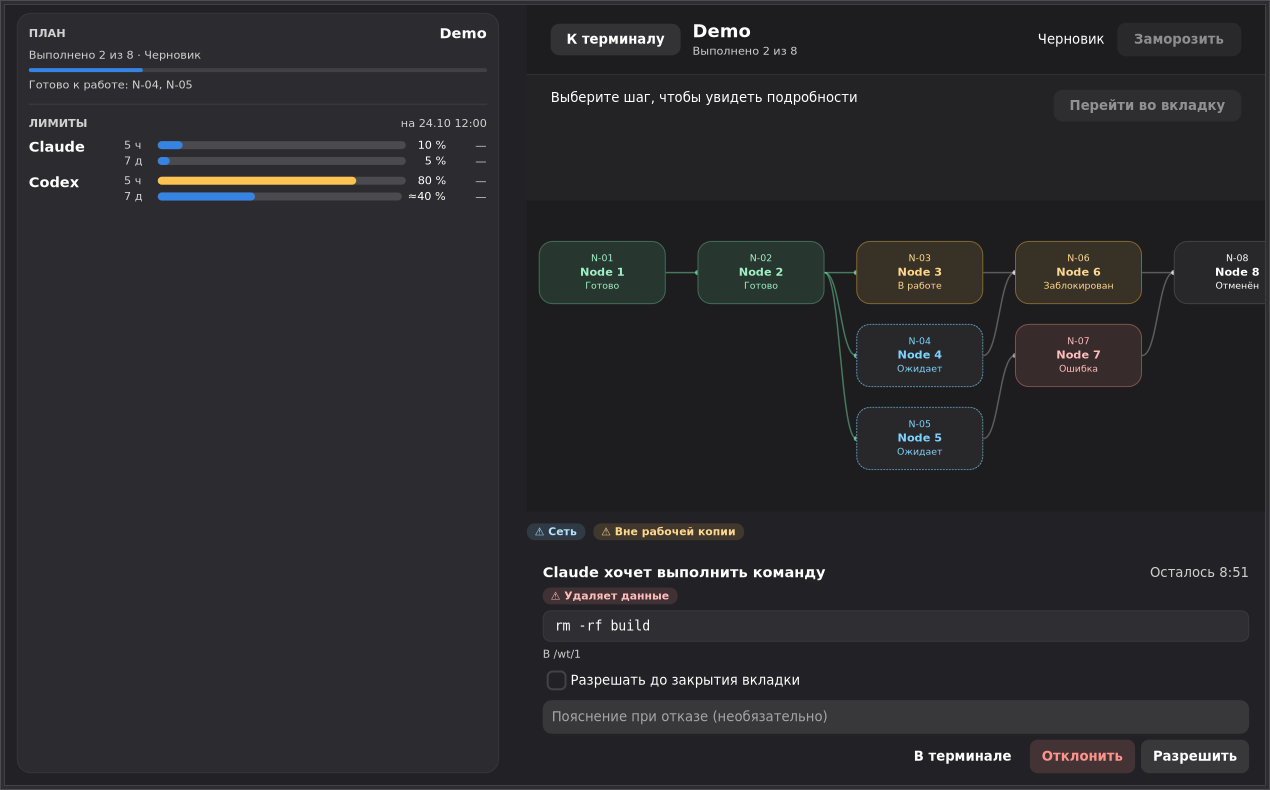 ПЛАН
Demo
Выполнено 2 из 8 · Черновик
Готово к работе: N-04, N-05
ЛИМИТЫ
на 24.10 12:00
Claude
5 ч
10 %
—
7 д
5 %
—
Codex
5 ч
80 %
—
7 д
≈40 %
—
К терминалу
Demo
Выполнено 2 из 8
Черновик
Заморозить
Выберите шаг, чтобы увидеть подробности
Перейти во вкладку
N-01
Node 1
Готово
N-02
Node 2
Готово
N-03
Node 3
В работе
N-06
Node 6
Заблокирован
N-08
Node 8
Отменён
N-04
Node 4
Ожидает
N-07
Node 7
Ошибка
N-05
Node 5
Ожидает
⚠ Сеть
⚠ Вне рабочей копии
Claude хочет выполнить команду
Осталось 8:51
⚠ Удаляет данные
rm -rf build
В /wt/1
Разрешать до закрытия вкладки
Пояснение при отказе (необязательно)
В терминале
Отклонить
Разрешить